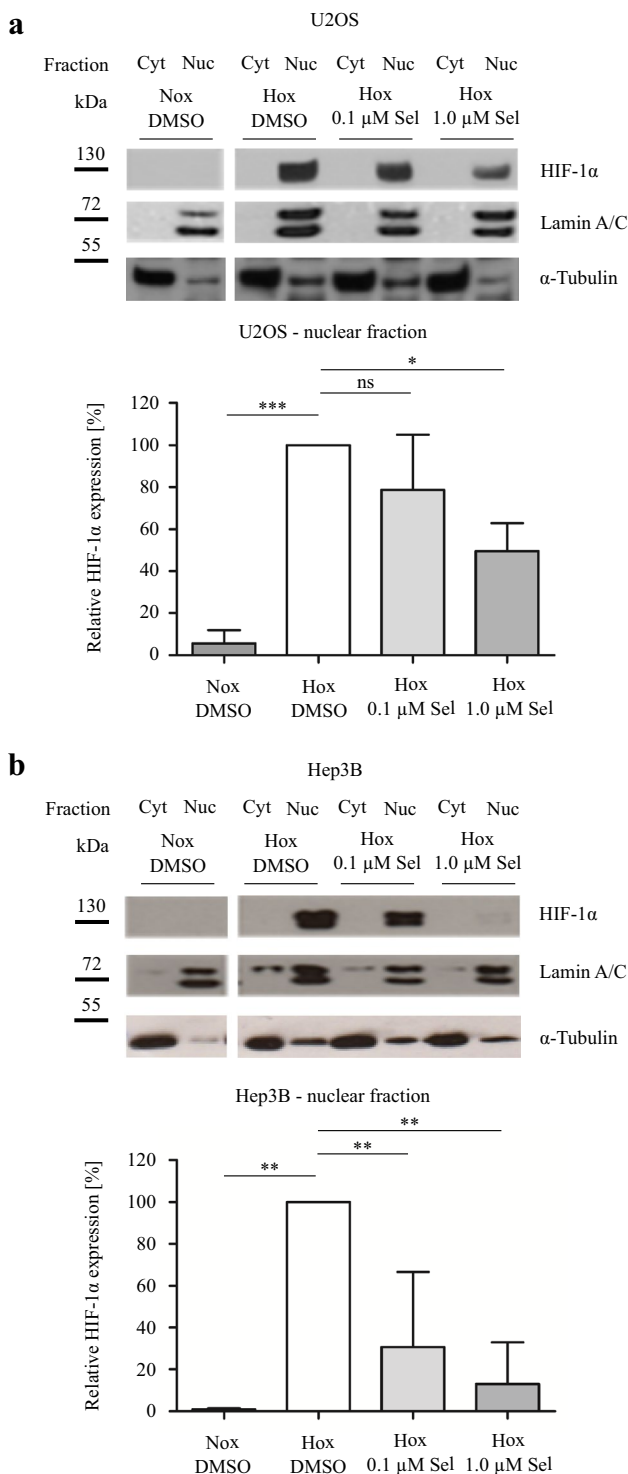 a
U2OS
Fraction Cyt Nuc Cyt Nuc Cyt Nuc Cyt Nuc
kDa
Nox DMSO
Hox DMSO
Hox 0.1 µM Sel
Hox 1.0 µM Sel
130
HIF-1α
72
Lamin A/C
55
α-Tubulin
U2OS - nuclear fraction
*
ns
***
Relative HIF-1α expression [%]
120
100
80
60
40
20
0
Nox DMSO
Hox DMSO
Hox 0.1 µM Sel
Hox 1.0 µM Sel
b
Hep3B
Fraction Cyt Nuc Cyt Nuc Cyt Nuc Cyt Nuc
kDa
Nox DMSO
Hox DMSO
Hox 0.1 µM Sel
Hox 1.0 µM Sel
130
HIF-1α
72
Lamin A/C
55
α-Tubulin
Hep3B - nuclear fraction
**
**
**
Relative HIF-1α expression [%]
120
100
80
60
40
20
0
Nox DMSO
Hox DMSO
Hox 0.1 µM Sel
Hox 1.0 µM Sel